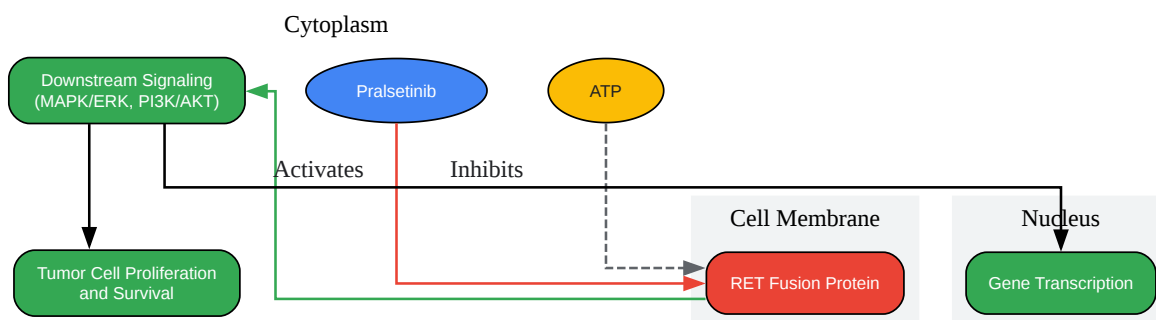 Cytoplasm
Downstream Signaling
(MAPK/ERK, PI3K/AKT)
Pralsetinib
ATP
Activates
Inhibits
Cell Membrane
Nucleus
Tumor Cell Proliferation
and Survival
RET Fusion Protein
Gene Transcription